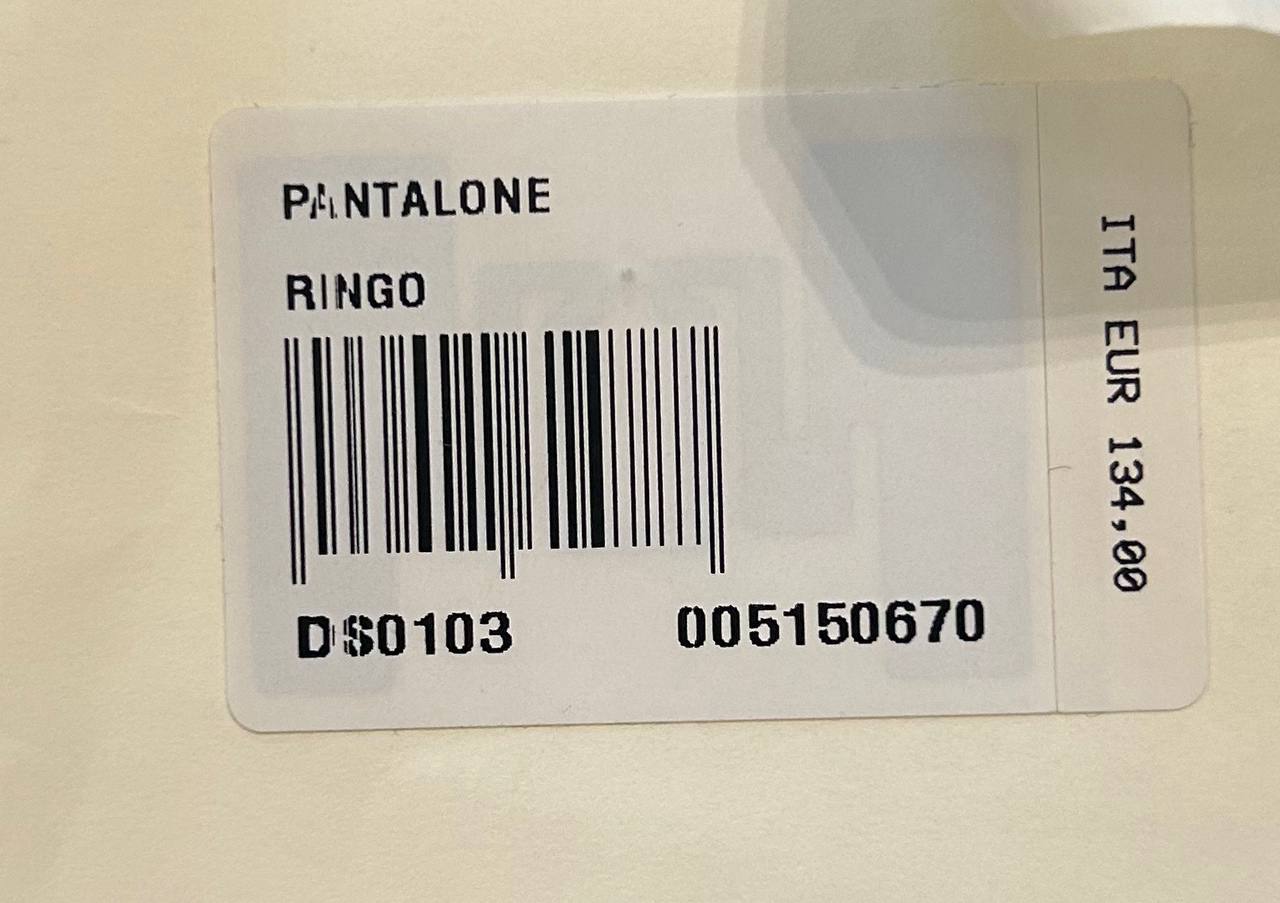 PANTALONE
RINGO
DS0103 005150670
ITA EUR 134,00